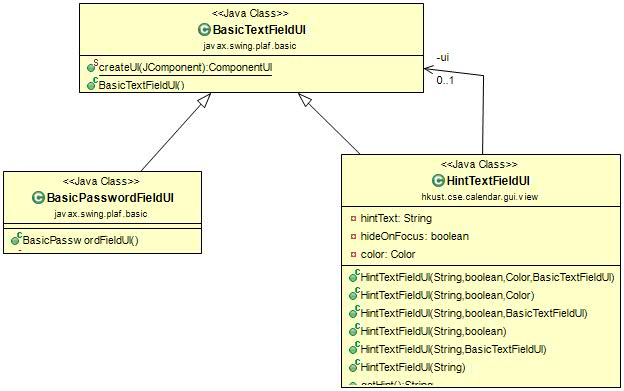 <<Java Class>>
BasicTextFieldUI
javax.swing.plaf.basic
createUI(JComponent):ComponentUI
BasicTextFieldUI()
-ui
0..1
<<Java Class>>
BasicPasswordFieldUI
javax.swing.plaf.basic
BasicPasswordFieldUI()
<<Java Class>>
HintTextFieldUI
hkust.cse.calendar.gui.view
hintText: String
hideOnFocus: boolean
color: Color
HintTextFieldUI(String,boolean,Color,BasicTextFieldUI)
HintTextFieldUI(String,boolean,Color)
HintTextFieldUI(String,boolean,BasicTextFieldUI)
HintTextFieldUI(String,boolean)
HintTextFieldUI(String,BasicTextFieldUI)
HintTextFieldUI(String)
getHint():String